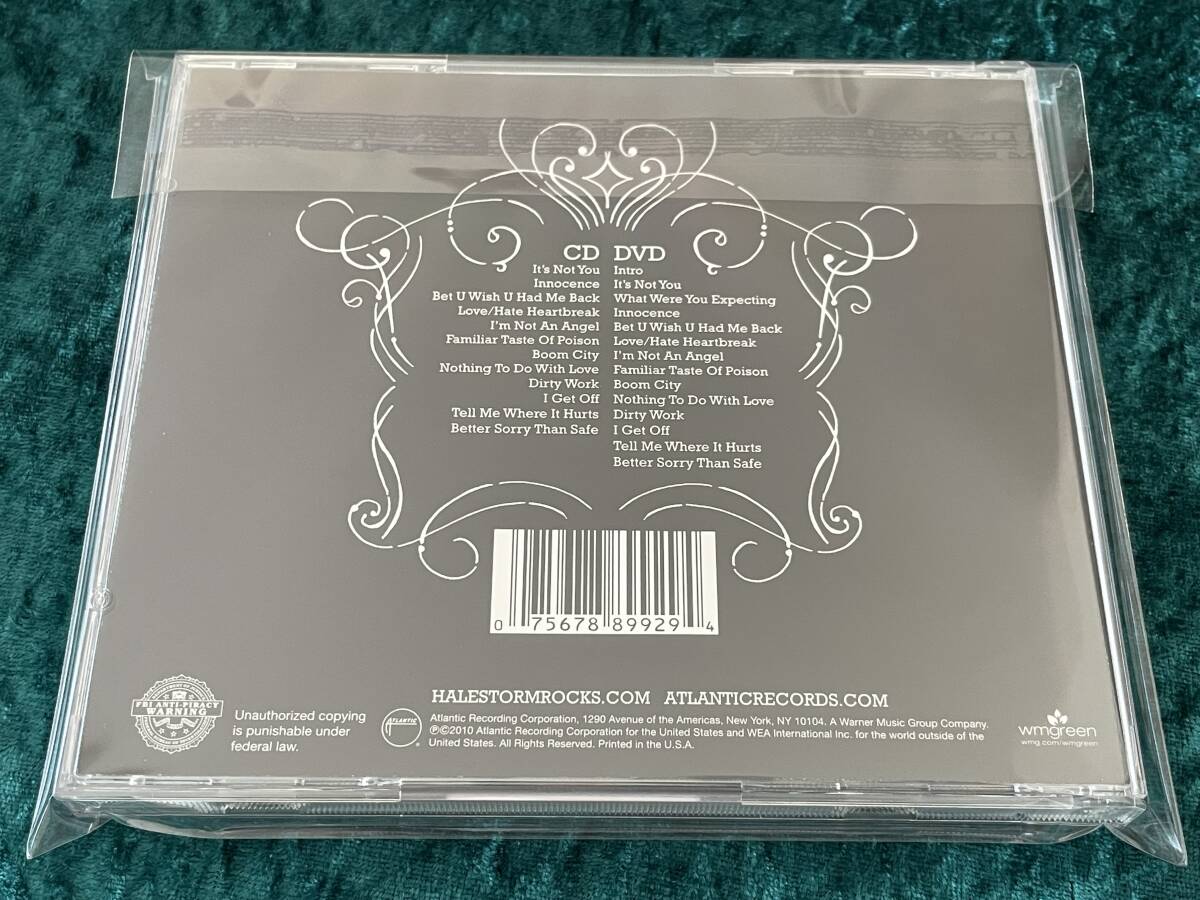 CD
It's Not You
Innocence
Bet U Wish U Had Me Back
Love/Hate Heartbreak
I'm Not An Angel
Familiar Taste Of Poison
Boom City
Nothing To Do With Love
Dirty Work
I Get Off
Tell Me Where It Hurts
Better Sorry Than Safe
DVD
Intro
It's Not You
What Were You Expecting
Innocence
Bet U Wish U Had Me Back
Love/Hate Heartbreak
I'm Not An Angel
Familiar Taste Of Poison
Boom City
Nothing To Do With Love
Dirty Work
I Get Off
Tell Me Where It Hurts
Better Sorry Than Safe
0 75678 89929 4
HALESTORMROCKS.COM ATLANTICRECORDS.COM
FBI ANTI-PIRACY
WARNING
Unauthorized copying
is punishable under
federal law.
ATLANTIC
Atlantic Recording Corporation, 1290 Avenue of the Americas, New York, NY 10104. A Warner Music Group Company.
℗©2010 Atlantic Recording Corporation for the United States and WEA International Inc. for the world outside of the
United States. All Rights Reserved. Printed in the U.S.A.
wmgreen
wmg.com/wmgreen